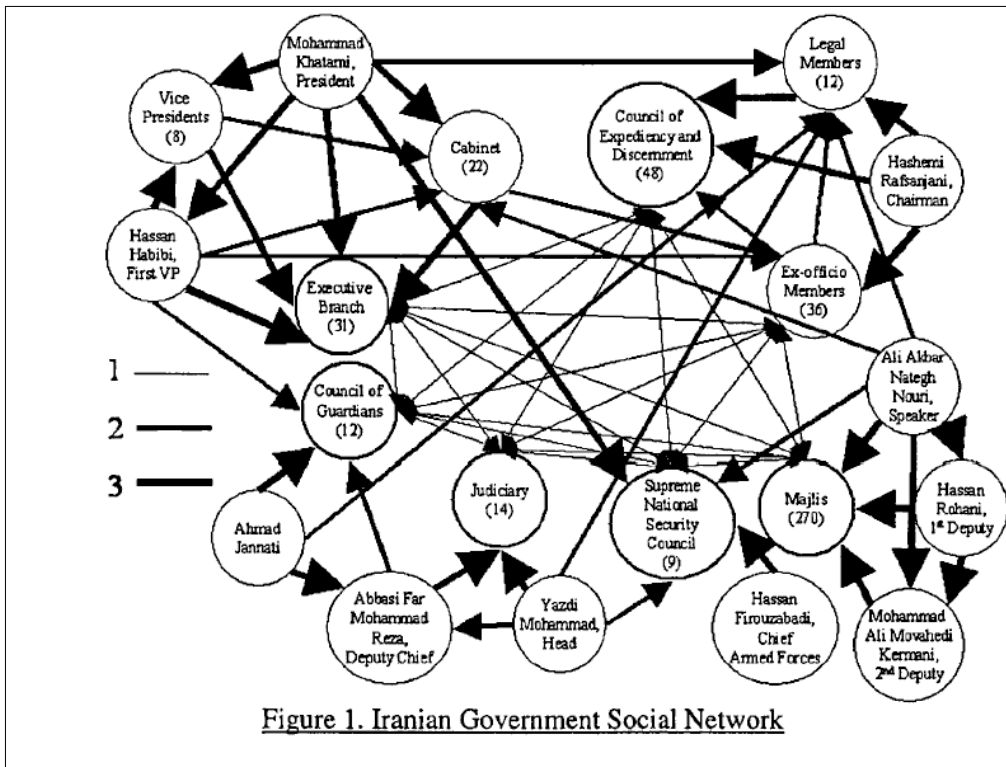 Mohammad
Khatami,
President
Legal
Members
(12)
Vice
Presidents
(8)
Council of
Expediency and
Discernment
(48)
Cabinet
(22)
Hashemi
Rafsanjani,
Chairman
Hassan
Habibi,
First VP
Executive
Branch
(31)
Ex-officio
Members
(36)
Ali Akbar
Nategh
Nouri,
Speaker
1
2
3
Council of
Guardians
(12)
Judiciary
(14)
Supreme
National
Security
Council
(9)
Majlis
(270)
Hassan
Rohani,
1st Deputy
Ahmad
Jannati
Abbasi Far
Mohammad
Reza,
Deputy Chief
Yazdi
Mohammad,
Head
Hassan
Firouzabadi,
Chief
Armed Forces
Mohammad
Ali Movahedi
Kermani,
2nd Deputy
Figure 1. Iranian Government Social Network